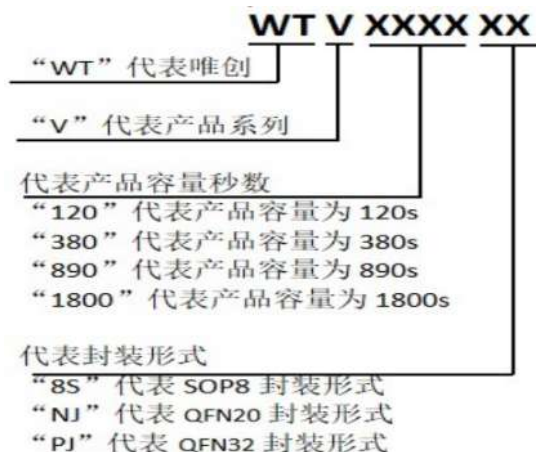 WT V XXXX XX
“WT”代表唯创
“V”代表产品系列
代表产品容量秒数
“120”代表产品容量为 120s
“380”代表产品容量为 380s
“890”代表产品容量为 890s
“1800”代表产品容量为 1800s
代表封装形式
“8S”代表 SOP8 封装形式
“NJ”代表 QFN20 封装形式
“PJ”代表 QFN32 封装形式